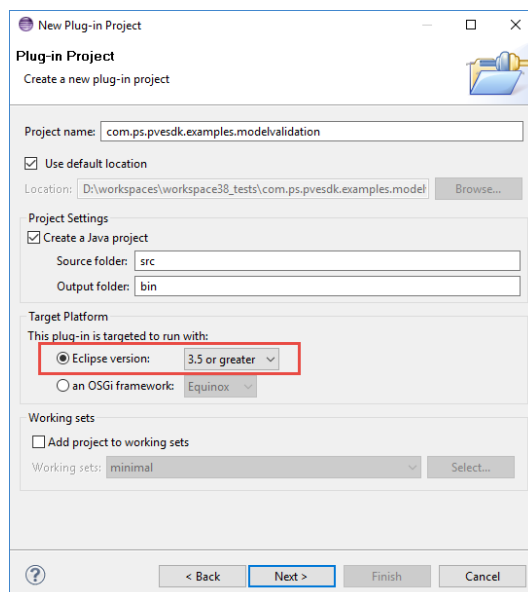 New Plug-in Project
Plug-in Project
Create a new plug-in project
Project name: com.ps.pvesdk.examples.modelvalidation
Use default location
Location: D:\workspaces\workspace38_tests\com.ps.pvesdk.examples.model Browse...
Project Settings
Create a Java project
Source folder: src
Output folder: bin
Target Platform
This plug-in is targeted to run with:
Eclipse version: 3.5 or greater
an OSGi framework: Equinox
Working sets
Add project to working sets
Working sets: minimal Select...
? < Back Next > Finish Cancel